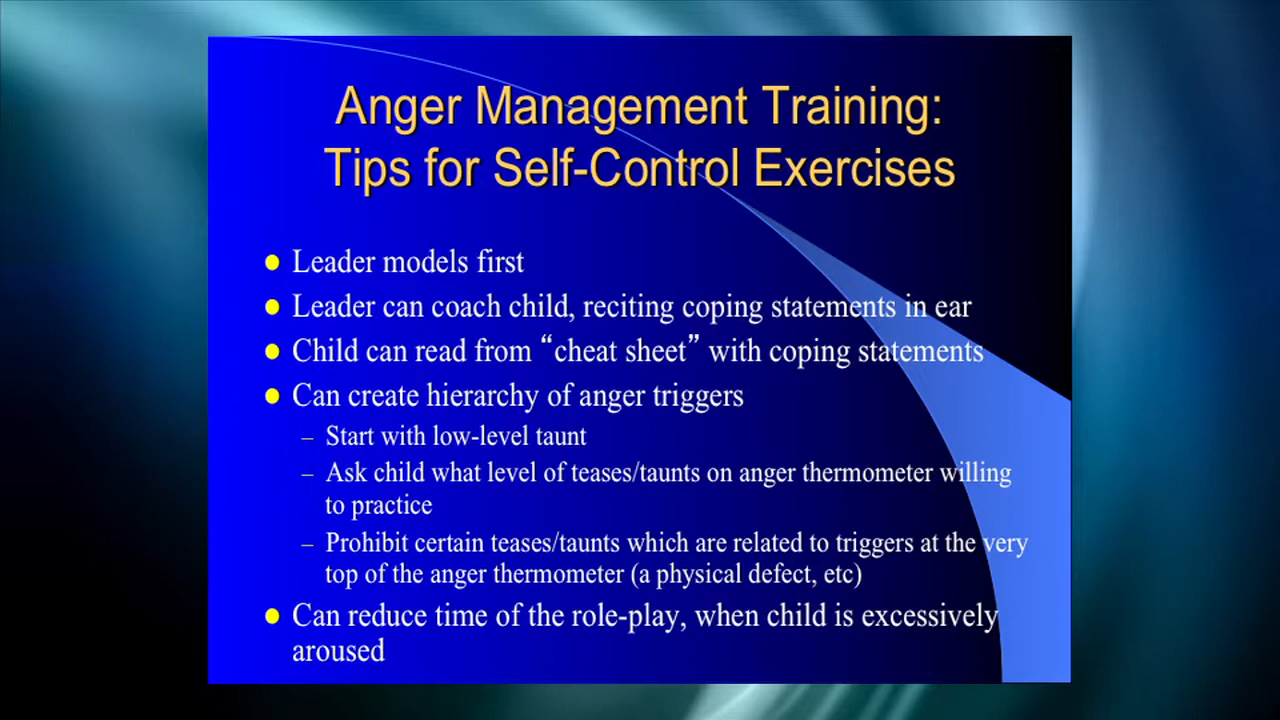 Anger Management Training:
Tips for Self-Control Exercises
● Leader models first
● Leader can coach child, reciting coping statements in ear
● Child can read from “cheat sheet” with coping statements
● Can create hierarchy of anger triggers
– Start with low-level taunt
– Ask child what level of teases/taunts on anger thermometer willing
to practice
– Prohibit certain teases/taunts which are related to triggers at the very
top of the anger thermometer (a physical defect, etc)
● Can reduce time of the role-play, when child is excessively
aroused